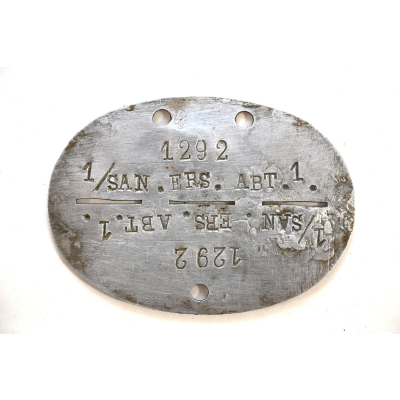 1292
1/SAN.ERS. ABT.1.
1/SAN. ERS ABT.1.
1292